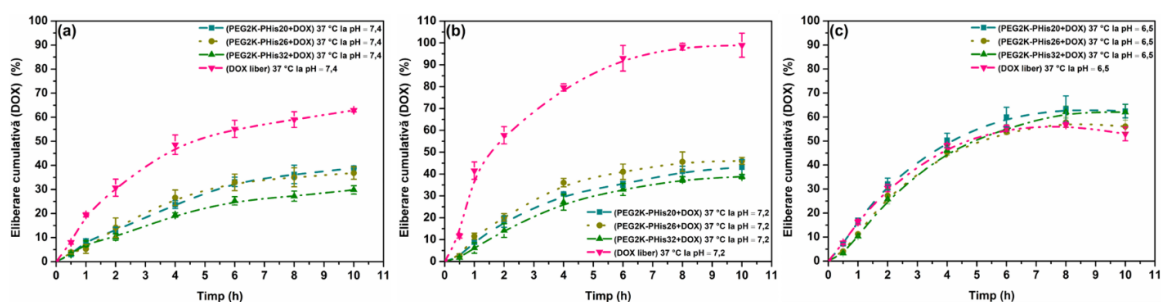 (a)
(PEG2K-PHis20+DOX) 37 °C la pH = 7,4
(PEG2K-PHis26+DOX) 37 °C la pH = 7,4
(PEG2K-PHis32+DOX) 37 °C la pH = 7,4
(DOX liber) 37 °C la pH = 7,4
Eliberare cumulativă (DOX) (%)
100
90
80
70
60
50
40
30
20
10
0
0 1 2 3 4 5 6 7 8 9 10 11
Timp (h)
(b)
(PEG2K-PHis20+DOX) 37 °C la pH = 7,2
(PEG2K-PHis26+DOX) 37 °C la pH = 7,2
(PEG2K-PHis32+DOX) 37 °C la pH = 7,2
(DOX liber) 37 °C la pH = 7,2
Eliberare cumulativă (DOX) (%)
110
100
90
80
70
60
50
40
30
20
10
0
0 1 2 3 4 5 6 7 8 9 10 11
Timp (h)
(c)
(PEG2K-PHis20+DOX) 37 °C la pH = 6,5
(PEG2K-PHis26+DOX) 37 °C la pH = 6,5
(PEG2K-PHis32+DOX) 37 °C la pH = 6,5
(DOX liber) 37 °C la pH = 6,5
Eliberare cumulativă (DOX) (%)
100
90
80
70
60
50
40
30
20
10
0
0 1 2 3 4 5 6 7 8 9 10 11
Timp (h)